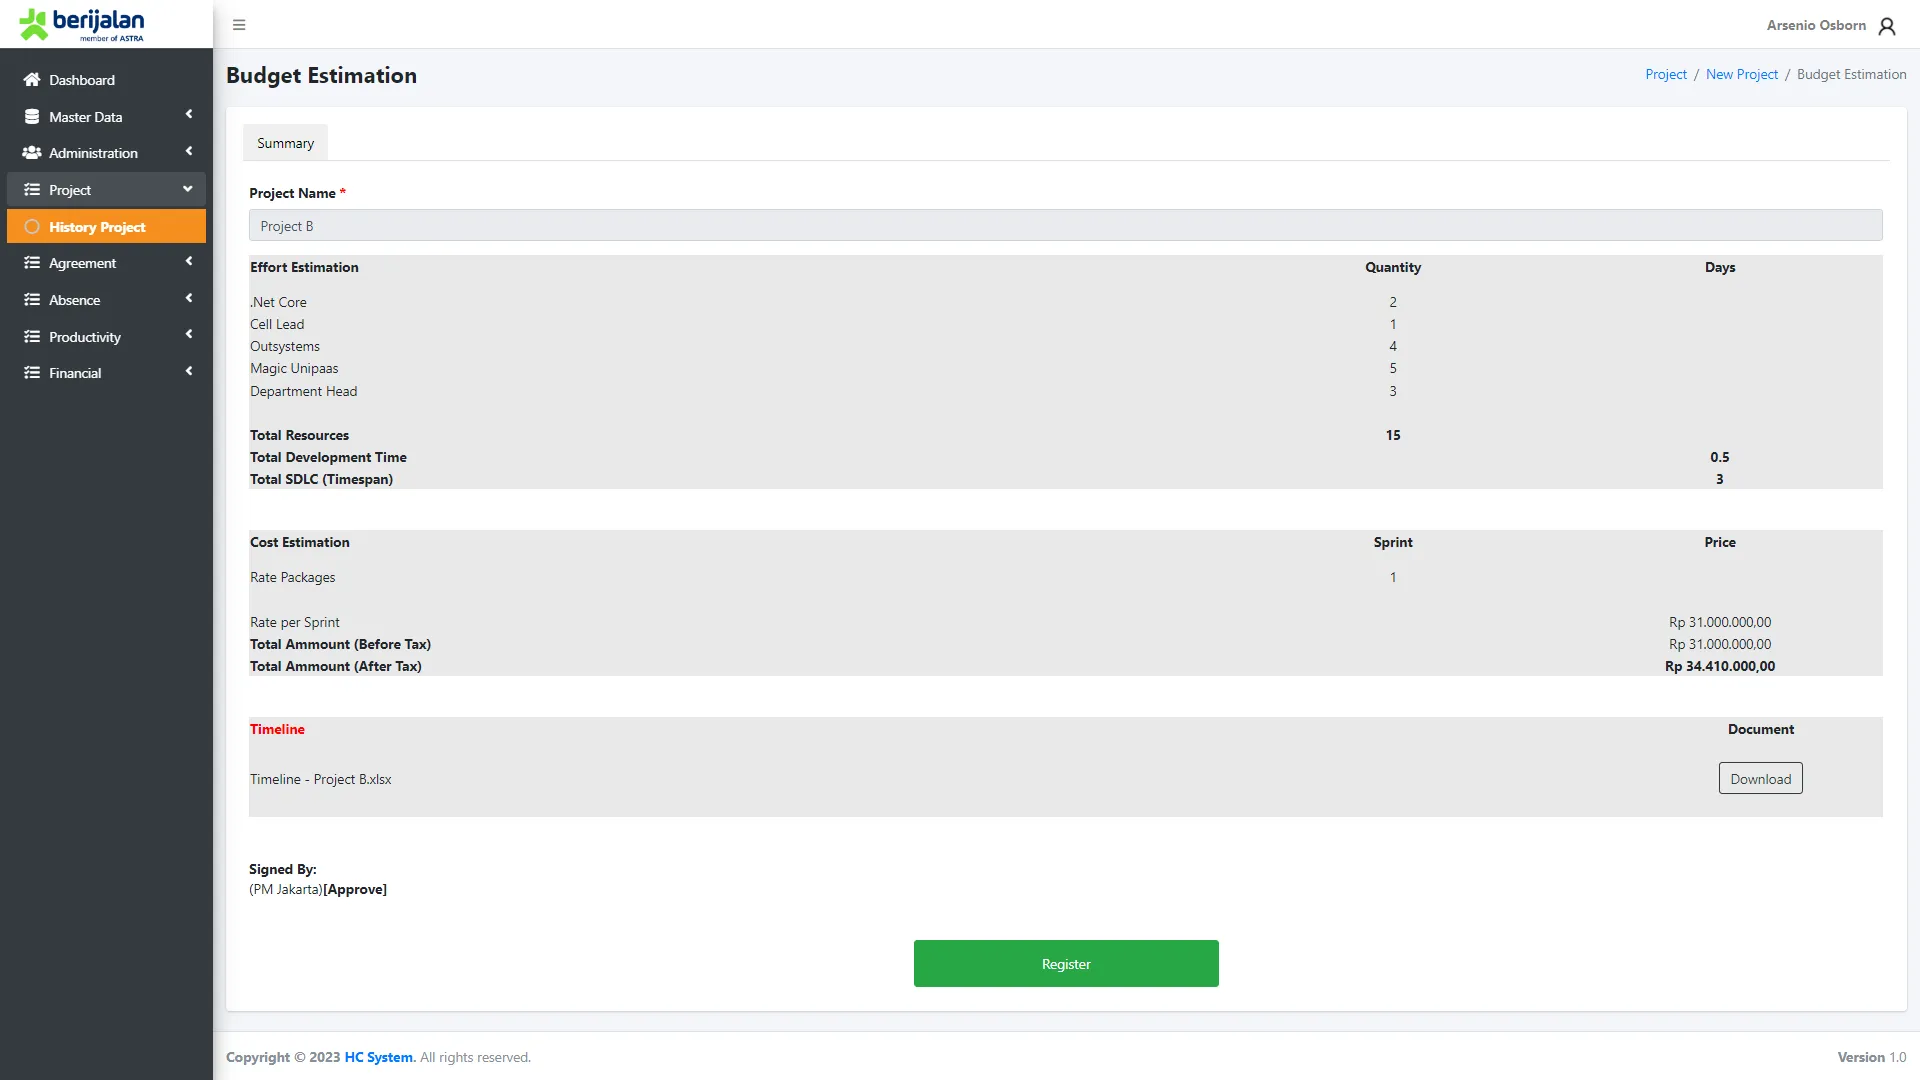 berijalan
member of ASTRA
Arsenio Osborn
Dashboard
Master Data
Administration
Project
History Project
Agreement
Absence
Productivity
Financial
Budget Estimation
Project / New Project / Budget Estimation
Summary
Project Name *
Project B
Effort Estimation Quantity Days
.Net Core 2
Cell Lead 1
Outsystems 4
Magic Unipaas 5
Department Head 3
Total Resources 15
Total Development Time 0.5
Total SDLC (Timespan) 3
Cost Estimation Sprint Price
Rate Packages 1
Rate per Sprint Rp 31.000.000,00
Total Ammount (Before Tax) Rp 31.000.000,00
Total Ammount (After Tax) Rp 34.410.000,00
Timeline Document
Timeline - Project B.xlsx Download
Signed By:
(PM Jakarta)[Approve]
Register
Copyright © 2023 HC System. All rights reserved. Version 1.0